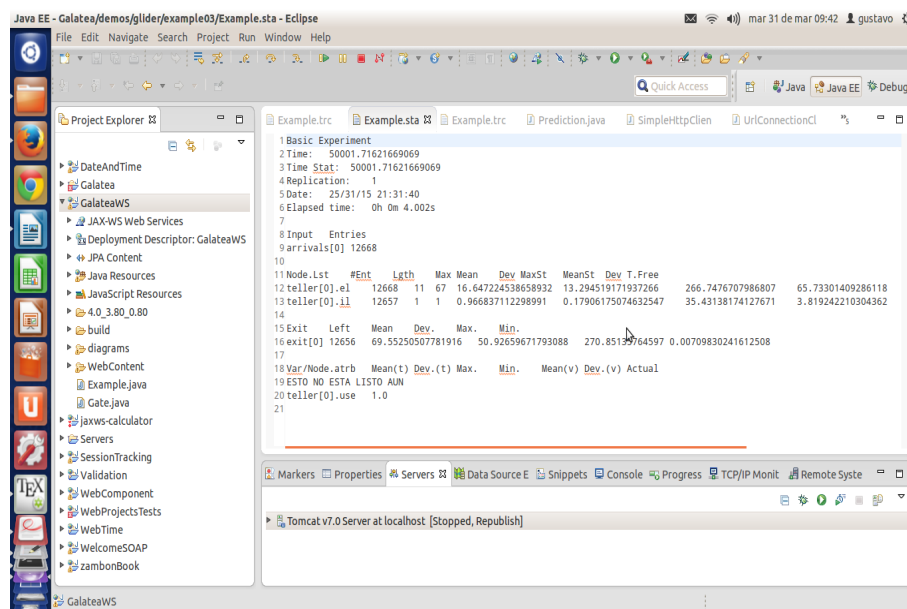 Java EE - Galatea/demos/glider/example03/Example.sta - Eclipse
mar 31 de mar 09:42 gustavo
File Edit Navigate Search Project Run Window Help
Quick Access Java Java EE Debug
Project Explorer
Example.trc Example.sta Example.trc Prediction.java SimpleHttpClien UrlConnectionCl »5
DateAndTime
Galatea
GalateaWS
JAX-WS Web Services
Deployment Descriptor: GalateaWS
JPA Content
Java Resources
JavaScript Resources
4.0_3.80_0.80
build
diagrams
WebContent
Example.java
Gate.java
jaxws-calculator
Servers
SessionTracking
Validation
WebComponent
WebProjectsTests
WebTime
WelcomeSOAP
zambonBook
1 Basic Experiment
2 Time: 50001.71621669069
3 Time Stat: 50001.71621669069
4 Replication: 1
5 Date: 25/31/15 21:31:40
6 Elapsed time: 0h 0m 4.002s
7
8 Input Entries
9 arrivals[0] 12668
10
11 Node.Lst #Ent Lgth Max Mean Dev MaxSt MeanSt Dev T.Free
12 teller[0].el 12668 11 67 16.647224538658932 13.294519171937266 266.7476707986807 65.73301409286118
13 teller[0].il 12657 1 1 0.966837112298991 0.17906175074632547 35.43138174127671 3.819242210304362
14
15 Exit Left Mean Dev. Max. Min.
16 exit[0] 12656 69.55250507781916 50.92659671793088 270.85135764597 0.00709830241612508
17
18 Var/Node.atrb Mean(t) Dev.(t) Max. Min. Mean(v) Dev.(v) Actual
19 ESTO NO ESTA LISTO AUN
20 teller[0].use 1.0
21
Markers Properties Servers Data Source E Snippets Console Progress TCP/IP Monit Remote Syste
Tomcat v7.0 Server at localhost [Stopped, Republish]
TEX
GalateaWS